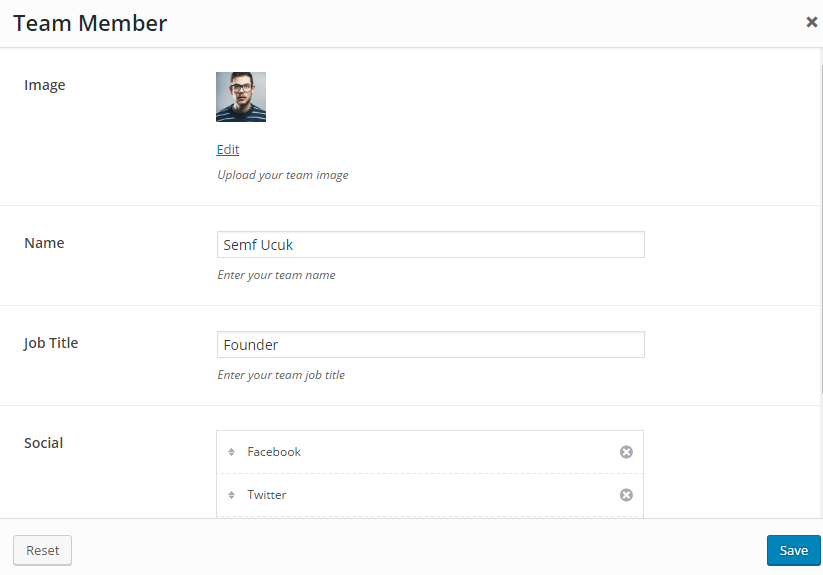 Team Member
Image
Edit
Upload your team image
Name
Semf Ucuk
Enter your team name
Job Title
Founder
Enter your team job title
Social
Facebook
Twitter
Reset
Save